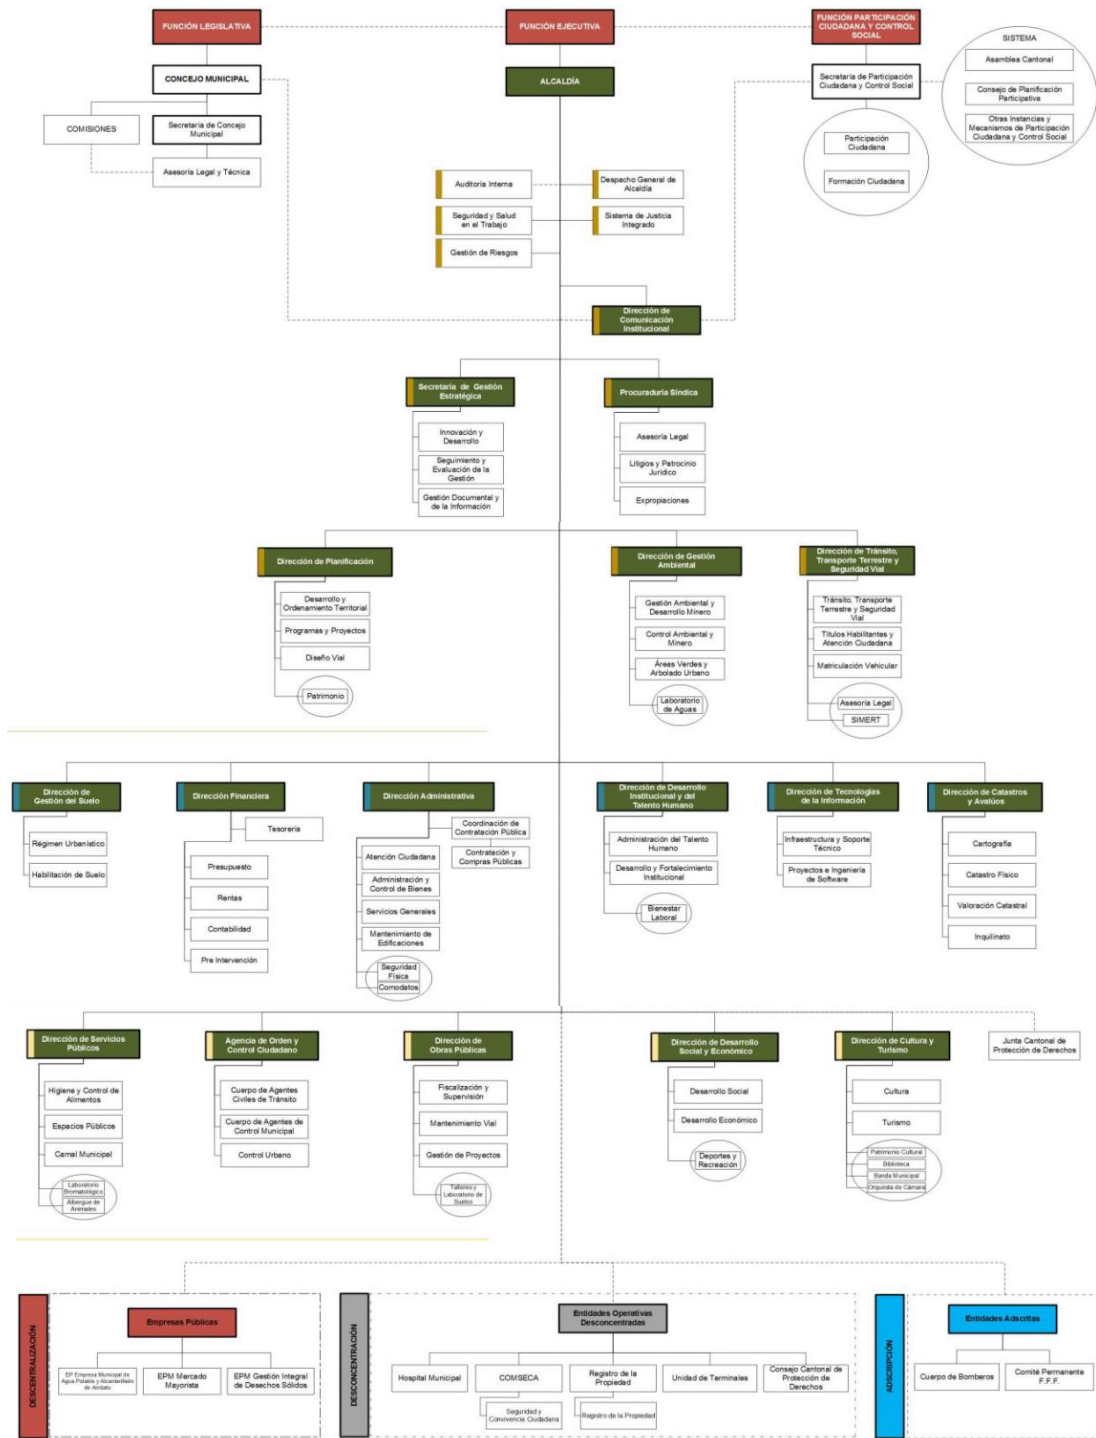 FUNCIÓN LEGISLATIVA
FUNCIÓN EJECUTIVA
FUNCIÓN PARTICIPACIÓN
CIUDADANA Y CONTROL
SOCIAL
SISTEMA
Asamblea Cantonal
Consejo de Planificación
Participativa
Otras Instancias y
Mecanismos de Participación
Ciudadana y Control Social
CONCEJO MUNICIPAL
ALCALDÍA
Secretaría de Participación
Ciudadana y Control Social
COMISIONES
Secretaría de Concejo
Municipal
Asesoría Legal y Técnica
Participación
Ciudadana
Formación Ciudadana
Auditoría Interna
Despacho General de
Alcaldía
Seguridad y Salud
en el Trabajo
Sistema de Justicia
Integrado
Gestión de Riesgos
Dirección de
Comunicación
Institucional
Secretaría de Gestión
Estratégica
Innovación y
Desarrollo
Seguimiento y
Evaluación de la
Gestión
Gestión Documental y
de la Información
Procuraduría Síndica
Asesoría Legal
Litigios y Patrocinio
Jurídico
Expropiaciones
Dirección de Planificación
Desarrollo y
Ordenamiento Territorial
Programas y Proyectos
Diseño Vial
Patrimonio
Dirección de Gestión
Ambiental
Gestión Ambiental y
Desarrollo Minero
Control Ambiental y
Minero
Áreas Verdes y
Arbolado Urbano
Laboratorio
de Aguas
Dirección de Tránsito,
Transporte Terrestre y
Seguridad Vial
Tránsito, Transporte
Terrestre y Seguridad
Vial
Títulos Habilitantes y
Atención Ciudadana
Matriculación Vehicular
Asesoría Legal
SIMERT
Dirección de
Gestión del Suelo
Régimen Urbanístico
Habilitación de Suelo
Dirección Financiera
Tesorería
Presupuesto
Rentas
Contabilidad
Pre Intervención
Dirección Administrativa
Coordinación de
Contratación Pública
Contratación y
Compras Públicas
Atención Ciudadana
Administración y
Control de Bienes
Servicios Generales
Mantenimiento de
Edificaciones
Seguridad
Física
Comodatos
Dirección de Desarrollo
Institucional y del
Talento Humano
Administración del Talento
Humano
Desarrollo y Fortalecimiento
Institucional
Bienestar
Laboral
Dirección de Tecnologías
de la Información
Infraestructura y Soporte
Técnico
Proyectos e Ingeniería
de Software
Dirección de Catastros
y Avalúos
Cartografía
Catastro Físico
Valoración Catastral
Inquilinato
Dirección de Servicios
Públicos
Higiene y Control de
Alimentos
Espacios Públicos
Camal Municipal
Laboratorio
Bromatológico
Albergue de
Animales
Agencia de Orden y
Control Ciudadano
Cuerpo de Agentes
Civiles de Tránsito
Cuerpo de Agentes de
Control Municipal
Control Urbano
Dirección de
Obras Públicas
Fiscalización y
Supervisión
Mantenimiento Vial
Gestión de Proyectos
Talleres y
Laboratorio de
Suelos
Dirección de Desarrollo
Social y Económico
Desarrollo Social
Desarrollo Económico
Deportes y
Recreación
Dirección de Cultura y
Turismo
Cultura
Turismo
Patrimonio Cultural
Biblioteca
Banda Municipal
Orquesta de Cámara
Junta Cantonal de
Protección de Derechos
DESCENTRALIZACIÓN
Empresas Públicas
EP Empresa Municipal de
Agua Potable y Alcantarillado de
Ambato
EPM Mercado
Mayorista
EPM Gestión Integral
de Desechos Sólidos
DESCONCENTRACIÓN
Entidades Operativas
Desconcentradas
Hospital Municipal
COMSECA
Seguridad y
Convivencia Ciudadana
Registro de la
Propiedad
Registro de la Propiedad
Unidad de Terminales
Consejo Cantonal de
Protección de
Derechos
ADSCRIPCIÓN
Entidades Adscritas
Cuerpo de Bomberos
Comité Permanente
F.F.F.